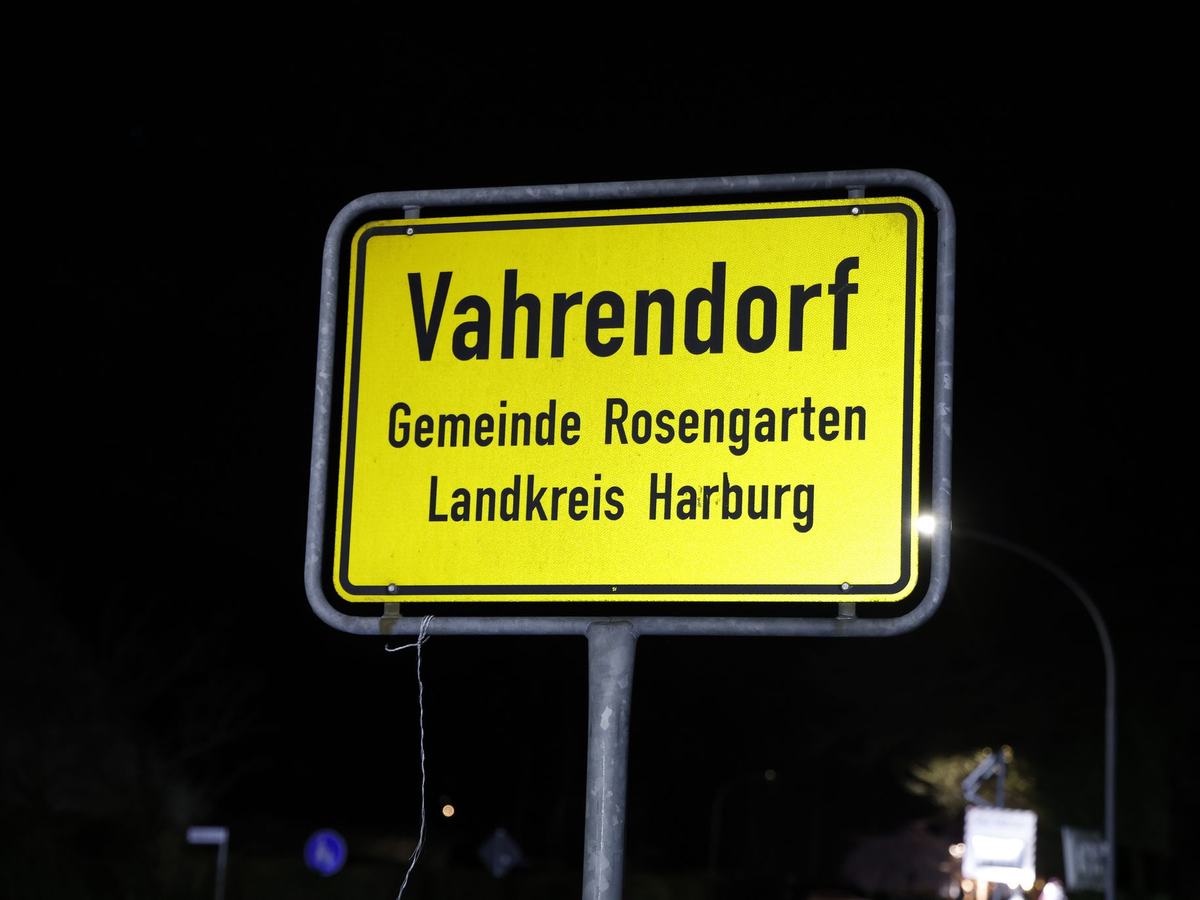 Vahrendorf
Gemeinde Rosengarten
Landkreis Harburg